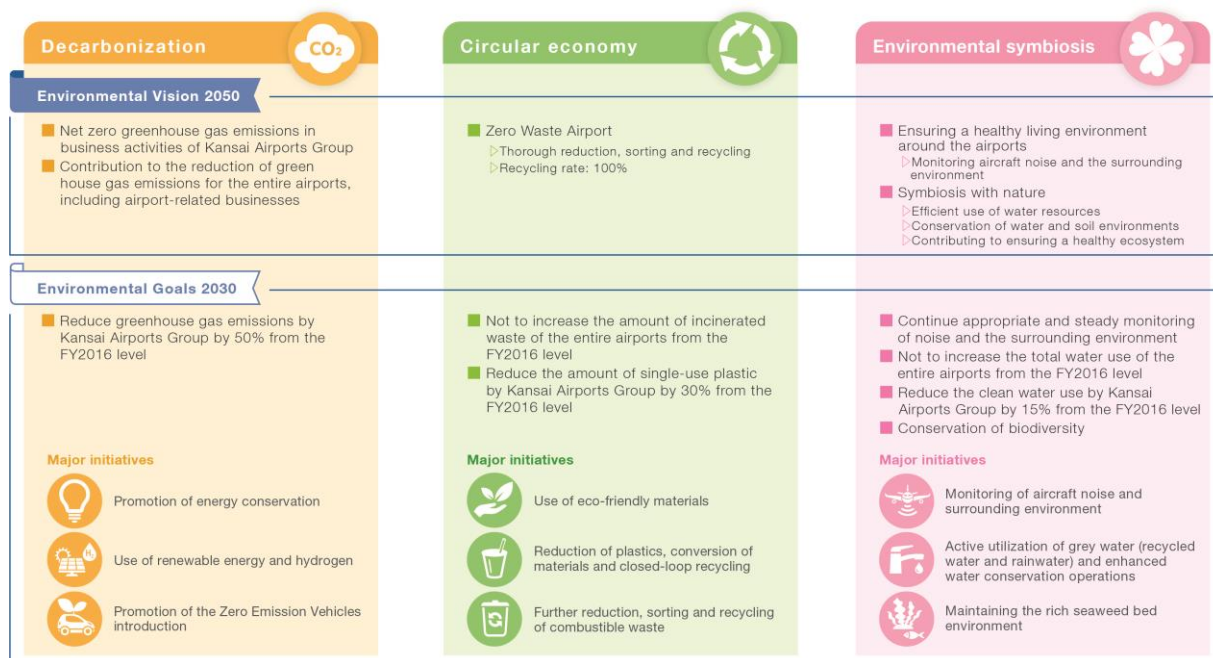 Decarbonization
CO₂
Circular economy
Environmental symbiosis
Environmental Vision 2050
Net zero greenhouse gas emissions in
business activities of Kansai Airports Group
Contribution to the reduction of green
house gas emissions for the entire airports,
including airport-related businesses
Zero Waste Airport
Thorough reduction, sorting and recycling
Recycling rate: 100%
Ensuring a healthy living environment
around the airports
Monitoring aircraft noise and the surrounding
environment
Symbiosis with nature
Efficient use of water resources
Conservation of water and soil environments
Contributing to ensuring a healthy ecosystem
Environmental Goals 2030
Reduce greenhouse gas emissions by
Kansai Airports Group by 50% from the
FY2016 level
Not to increase the amount of incinerated
waste of the entire airports from the
FY2016 level
Reduce the amount of single-use plastic
by Kansai Airports Group by 30% from the
FY2016 level
Continue appropriate and steady monitoring
of noise and the surrounding environment
Not to increase the total water use of the
entire airports from the FY2016 level
Reduce the clean water use by Kansai
Airports Group by 15% from the FY2016 level
Conservation of biodiversity
Major initiatives
Promotion of energy conservation
H₂
Use of renewable energy and hydrogen
Promotion of the Zero Emission Vehicles
introduction
Major initiatives
Use of eco-friendly materials
Reduction of plastics, conversion of
materials and closed-loop recycling
Further reduction, sorting and recycling
of combustible waste
Major initiatives
Monitoring of aircraft noise and
surrounding environment
Active utilization of grey water (recycled
water and rainwater) and enhanced
water conservation operations
Maintaining the rich seaweed bed
environment